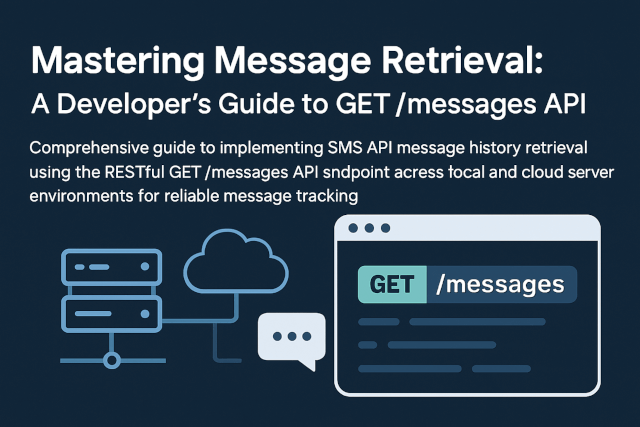 Mastering Message Retrieval:
A Developer's Guide to GET /messages API
Comprehensive guide to implementing SMS API message history retrieval
using the RESTful GET /messages API sndpoint acress łocal and cloud server
environments for reliable message tracking
GET /messages